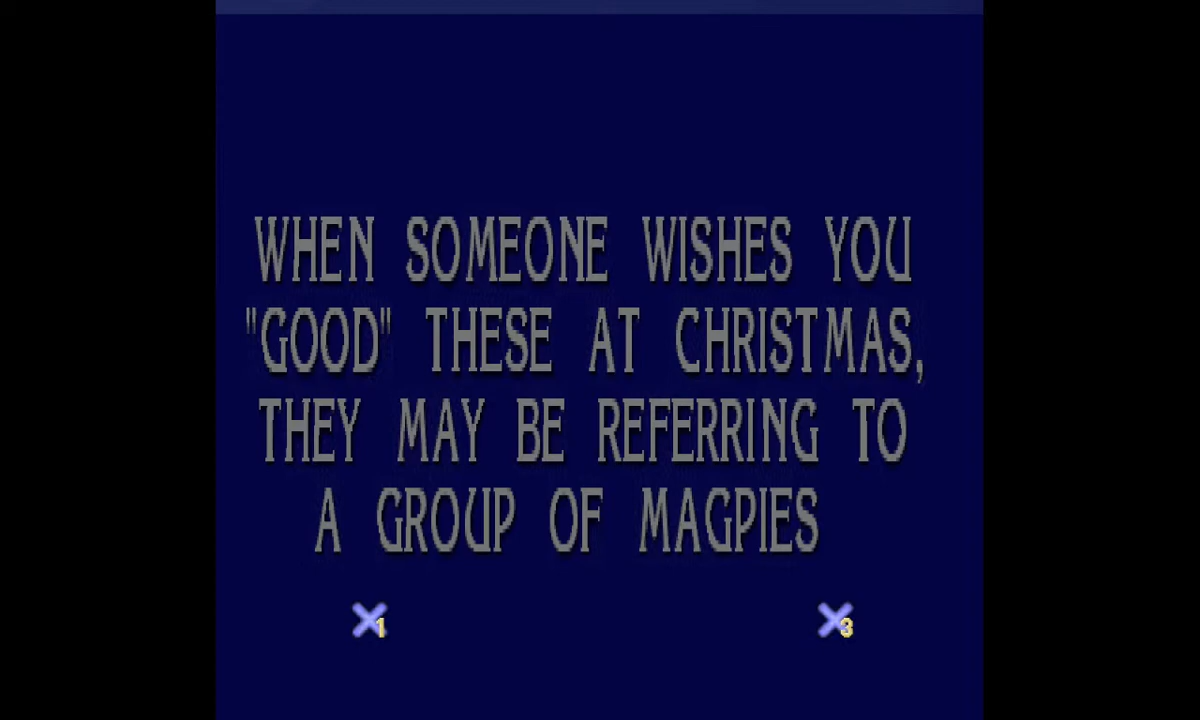 WHEN SOMEONE WISHES YOU
"GOOD" THESE AT CHRISTMAS,
THEY MAY BE REFERRING TO
A GROUP OF MAGPIES
1 3